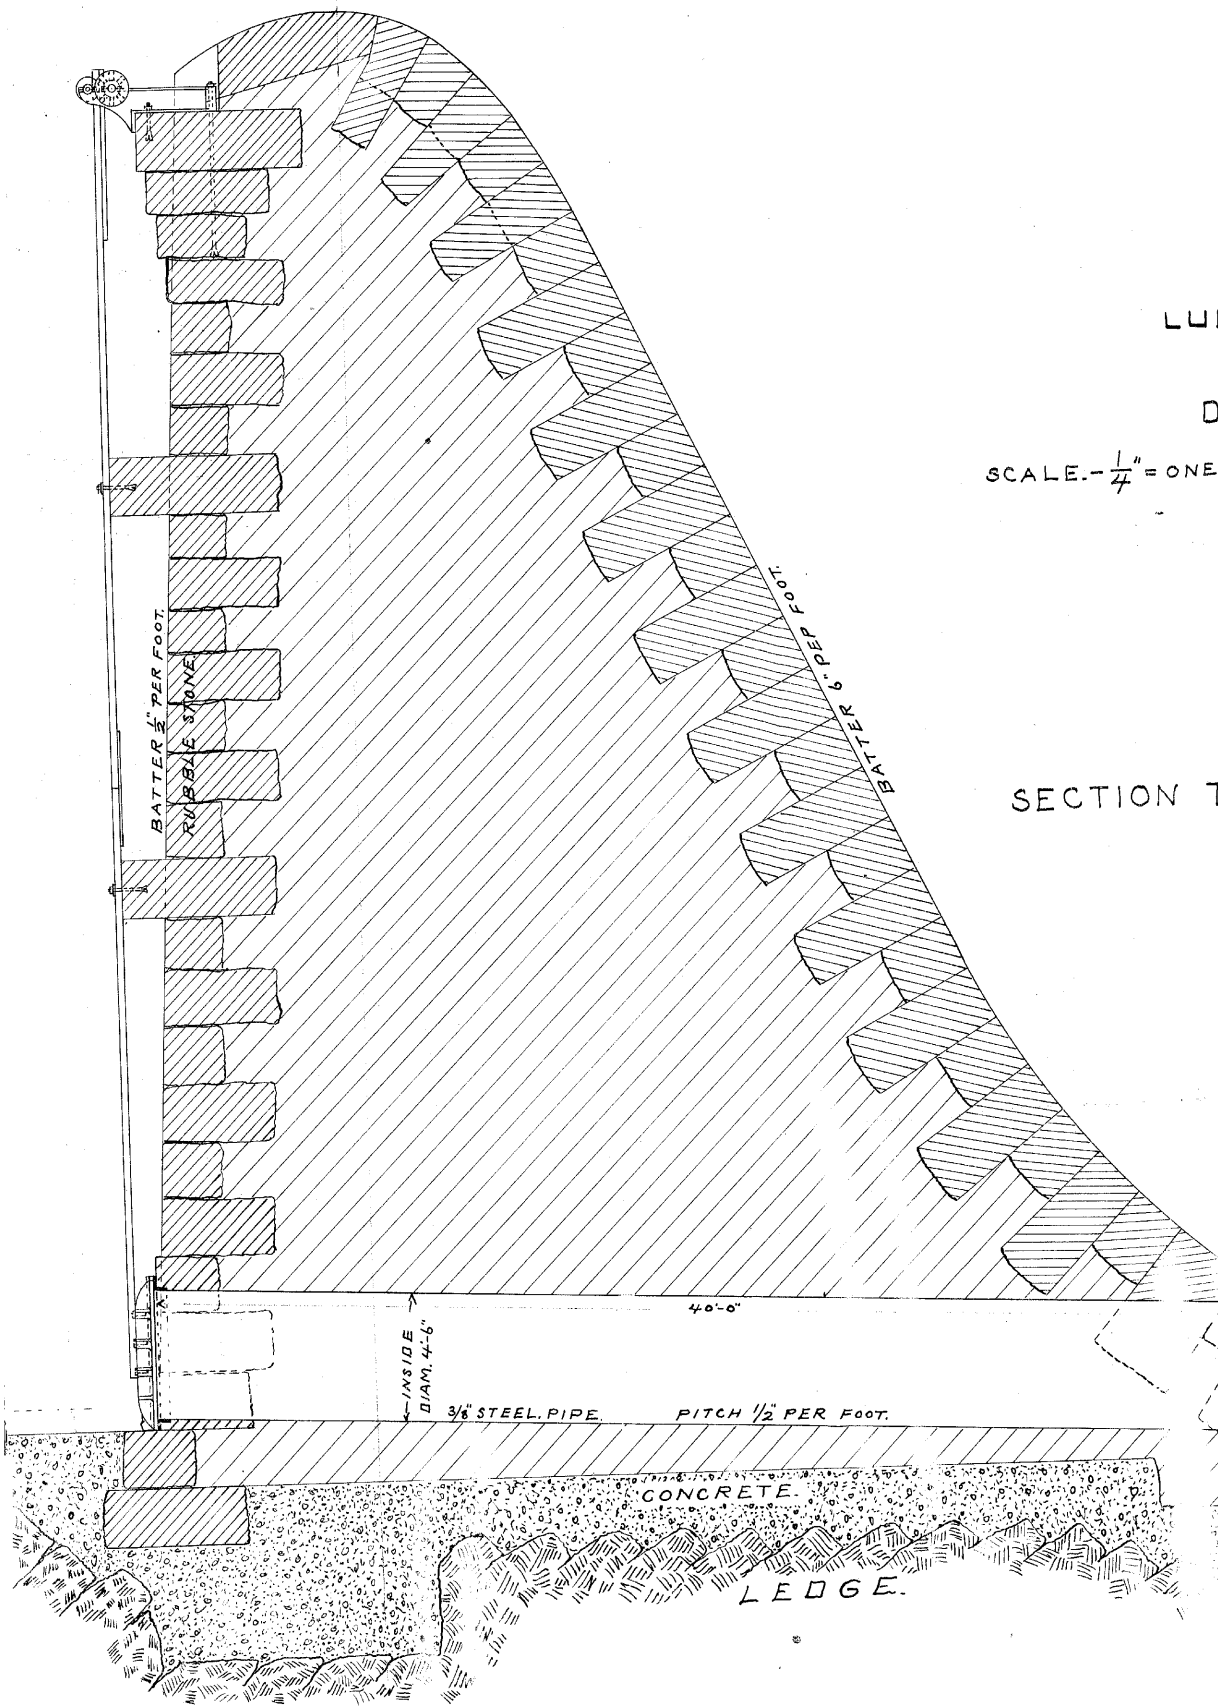 LU
D
SCALE.-1/4" = ONE
BATTER 1/2" PER FOOT.
RUBBLE STONE.
BATTER 6" PEP FOOT.
SECTION T
40'-0"
INSIDE
DIAM. 4'-6"
3/8" STEEL. PIPE. PITCH 1/2" PER FOOT.
CONCRETE.
LEDGE.